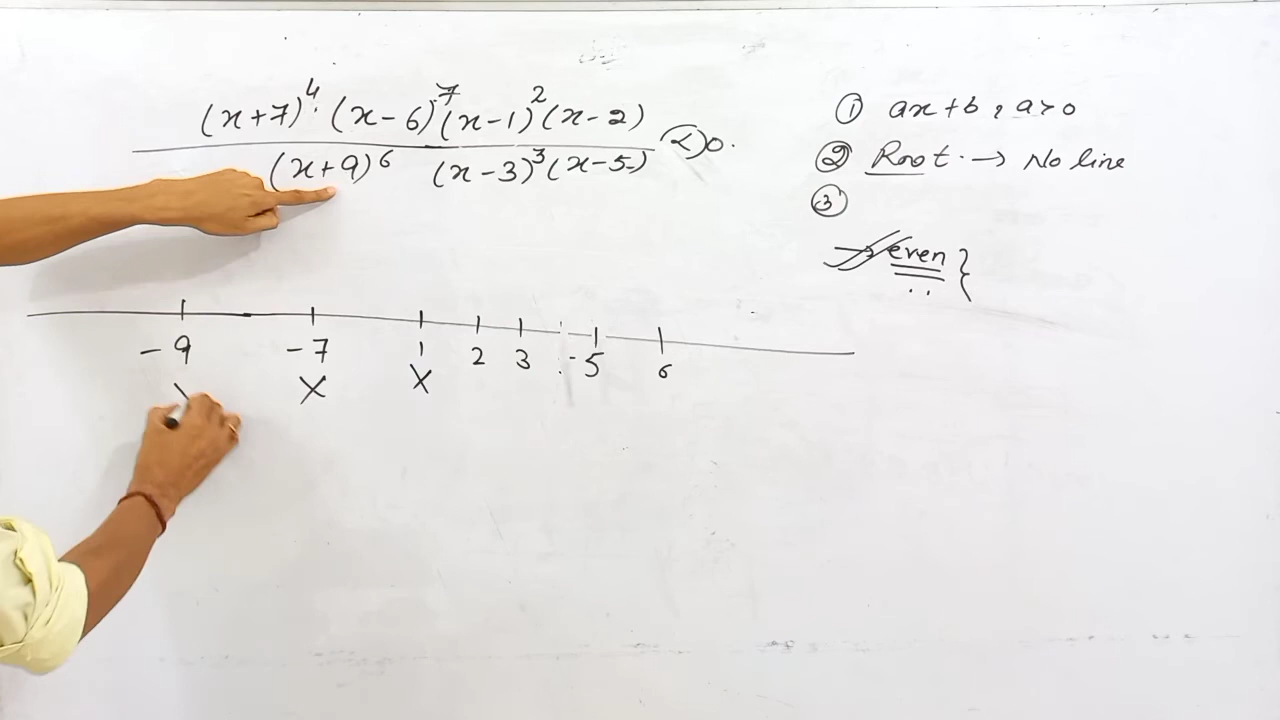 (x+7)⁴. (x-6)⁷(x-1)²(x-2)
(x+9)⁶ (x-3)³(x-5) < 0.
① ax+b, a>0
② Root. → No line
③
→ even }
-9 -7 1 2 3 -5 6
X X